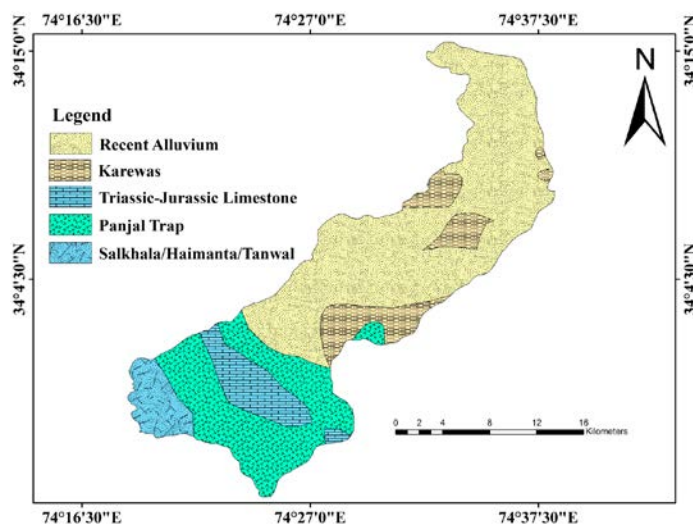 74°16'30"E 74°27'0"E 74°37'30"E
34°15'0"N 34°15'0"N
N
Legend
Recent Alluvium
Karewas
Triassic-Jurassic Limestone
Panjal Trap
Salkhala/Haimanta/Tanwal
34°4'30"N 34°4'30"N
0 2 4 8 12 16
Kilometers
74°16'30"E 74°27'0"E 74°37'30"E